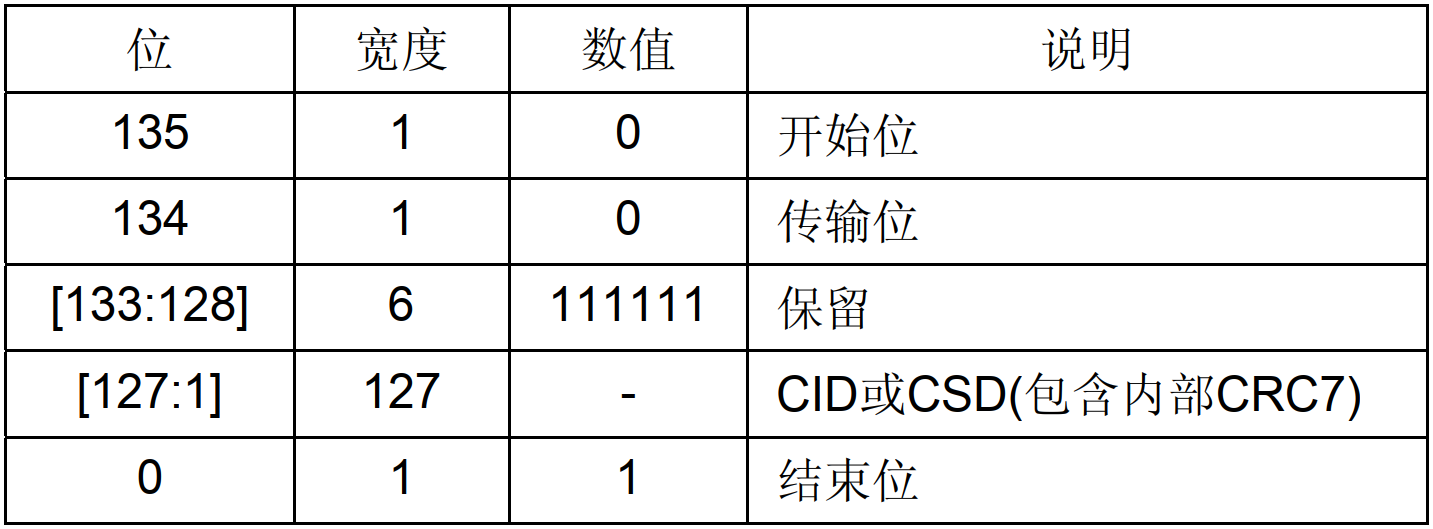 位 宽度 数值 说明
135 1 0 开始位
134 1 0 传输位
[133:128] 6 111111 保留
[127:1] 127 - CID或CSD(包含内部CRC7)
0 1 1 结束位